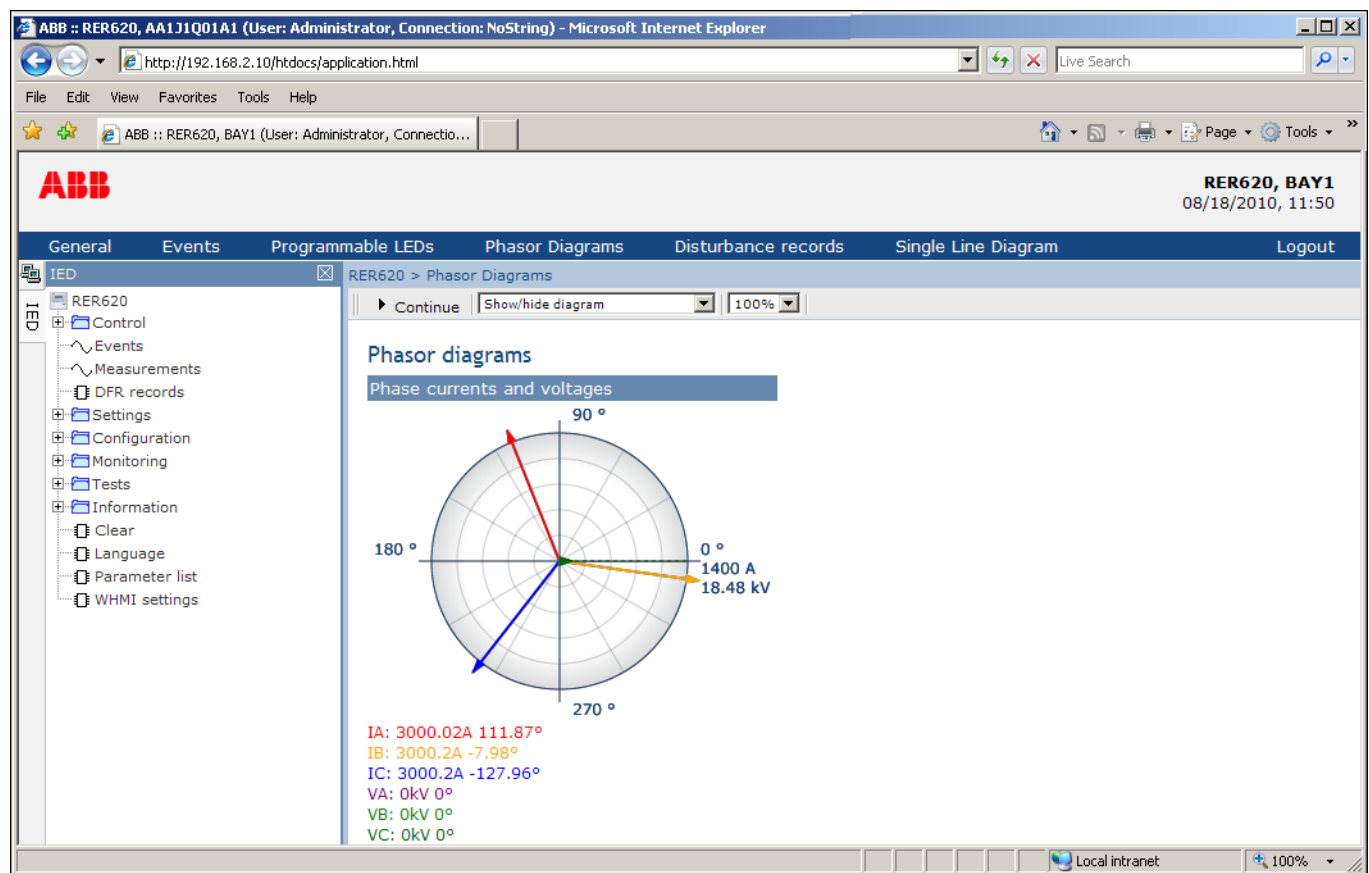 ABB :: RER620, AA1J1Q01A1 (User: Administrator, Connection: NoString) - Microsoft Internet Explorer
http://192.168.2.10/htdocs/application.html
Live Search
File Edit View Favorites Tools Help
ABB :: RER620, BAY1 (User: Administrator, Connectio...
Page Tools »
ABB
RER620, BAY1
08/18/2010, 11:50
General Events Programmable LEDs Phasor Diagrams Disturbance records Single Line Diagram Logout
IED
IED
RER620 > Phasor Diagrams
Continue Show/hide diagram 100%
RER620
Control
Events
Measurements
DFR records
Settings
Configuration
Monitoring
Tests
Information
Clear
Language
Parameter list
WHMI settings
Phasor diagrams
Phase currents and voltages
90 °
180 °
0 °
1400 A
18.48 kV
270 °
IA: 3000.02A 111.87°
IB: 3000.2A -7.98°
IC: 3000.2A -127.96°
VA: 0kV 0°
VB: 0kV 0°
VC: 0kV 0°
Local intranet
100%